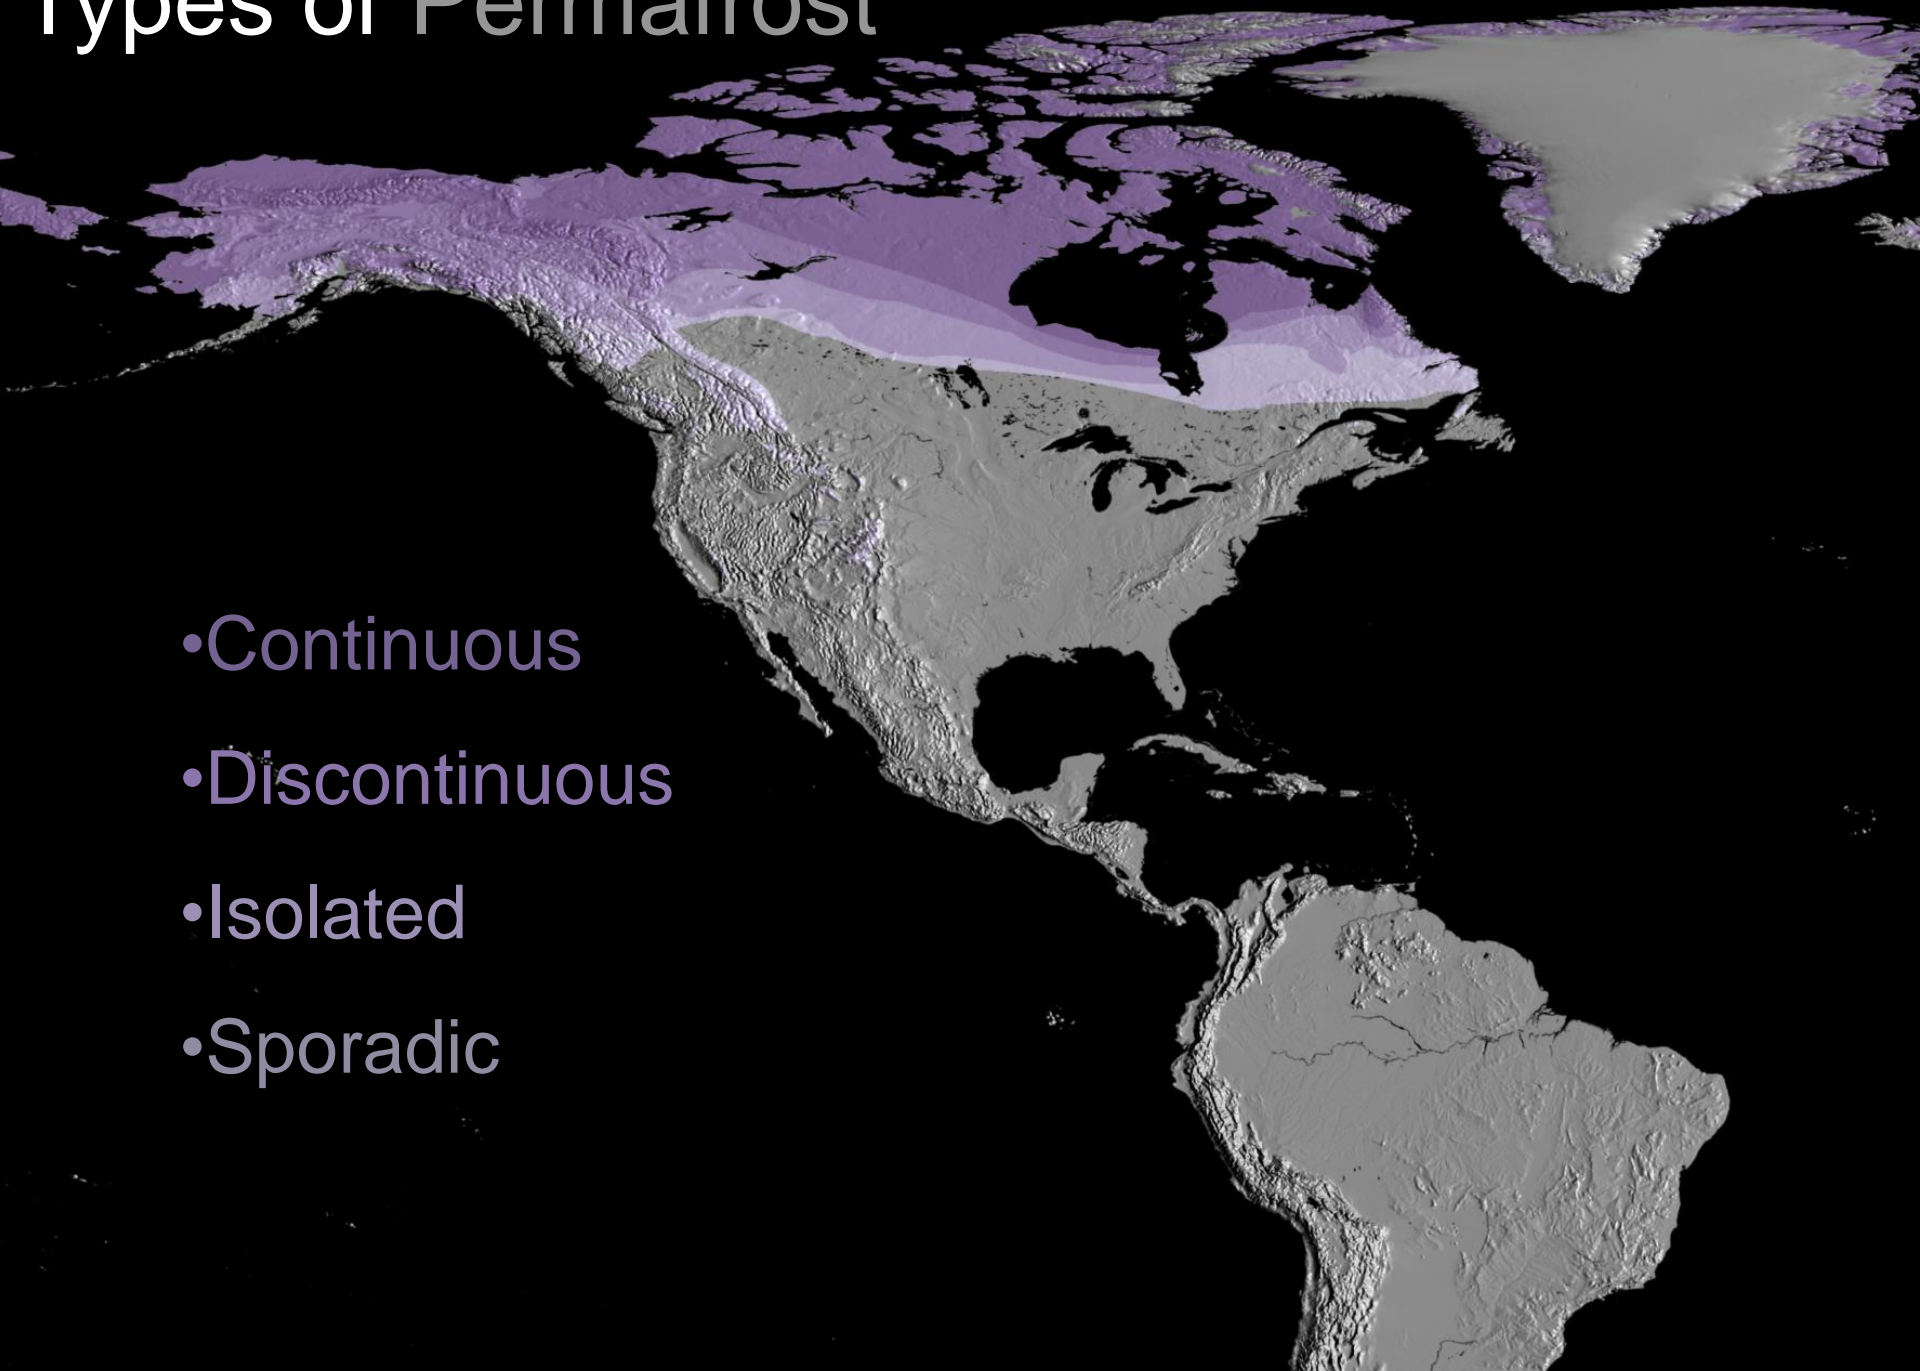 Types of Permafrost
•Continuous
•Discontinuous
•Isolated
•Sporadic